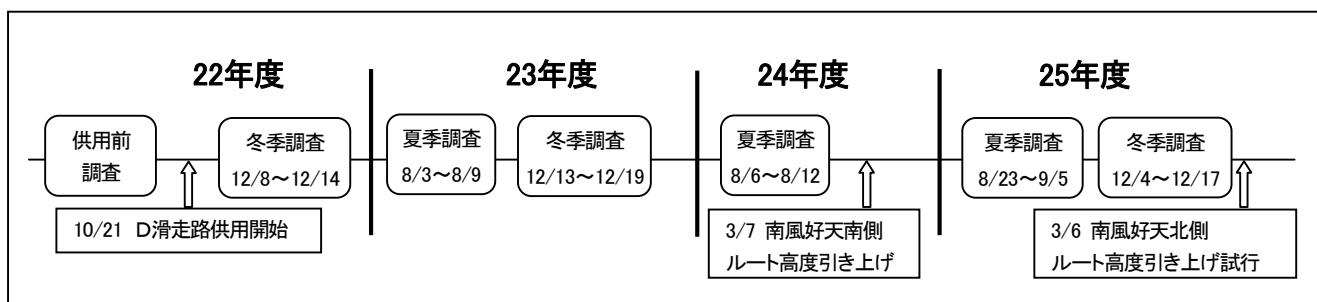 22年度
23年度
24年度
25年度
供用前
調査
冬季調査
12/8～12/14
夏季調査
8/3～8/9
冬季調査
12/13～12/19
夏季調査
8/6～8/12
夏季調査
8/23～9/5
冬季調査
12/4～12/17
10/21 D滑走路供用開始
3/7 南風好天南側
ルート高度引き上げ
3/6 南風好天北側
ルート高度引き上げ試行